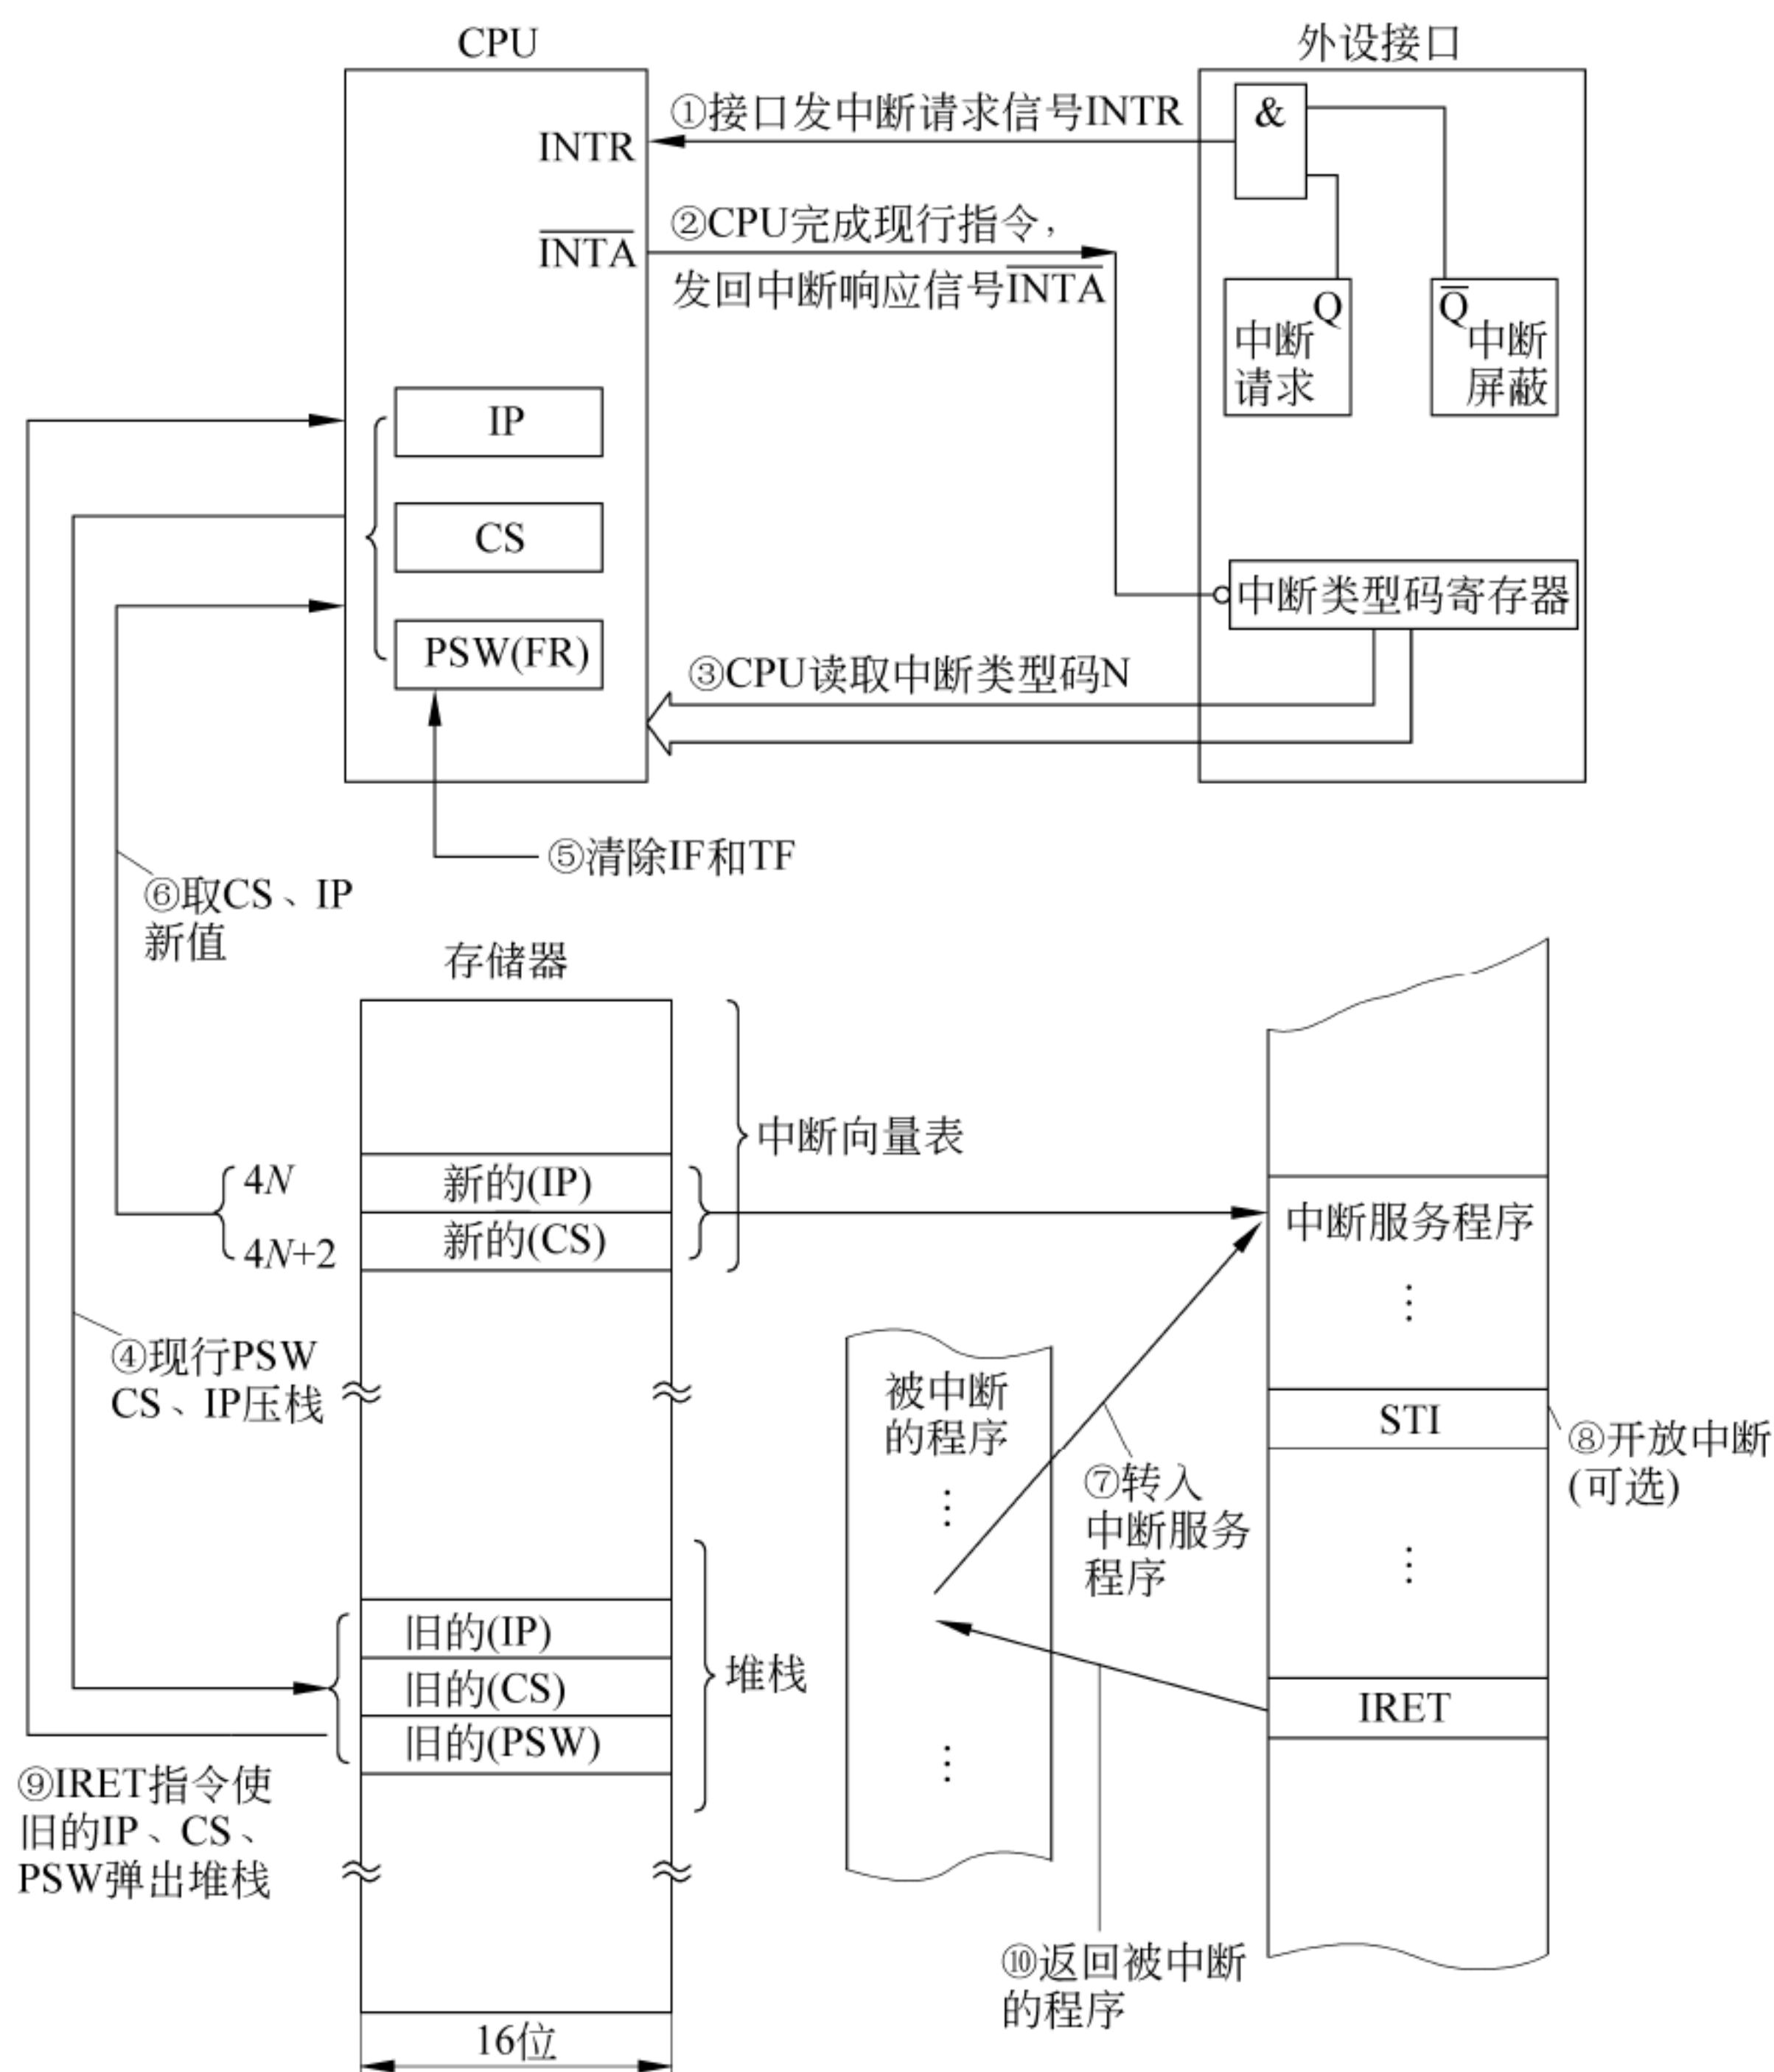 CPU
外设接口
①接口发中断请求信号INTR
&
INTR
②CPU完成现行指令，
发回中断响应信号I̅N̅T̅A̅
I̅N̅T̅A̅
Q
中断
请求
Q̅
中断
屏蔽
IP
CS
PSW(FR)
中断类型码寄存器
③CPU读取中断类型码N
⑤清除IF和TF
⑥取CS、IP
新值
存储器
中断向量表
4N
新的(IP)
4N+2
新的(CS)
中断服务程序
⋮
④现行PSW
CS、IP压栈
被中断
的程序
⋮
⑦转入
中断服务
程序
STI
⑧开放中断
(可选)
⋮
旧的(IP)
旧的(CS)
旧的(PSW)
堆栈
⋮
IRET
⑨IRET指令使
旧的IP、CS、
PSW弹出堆栈
⑩返回被中断
的程序
16位